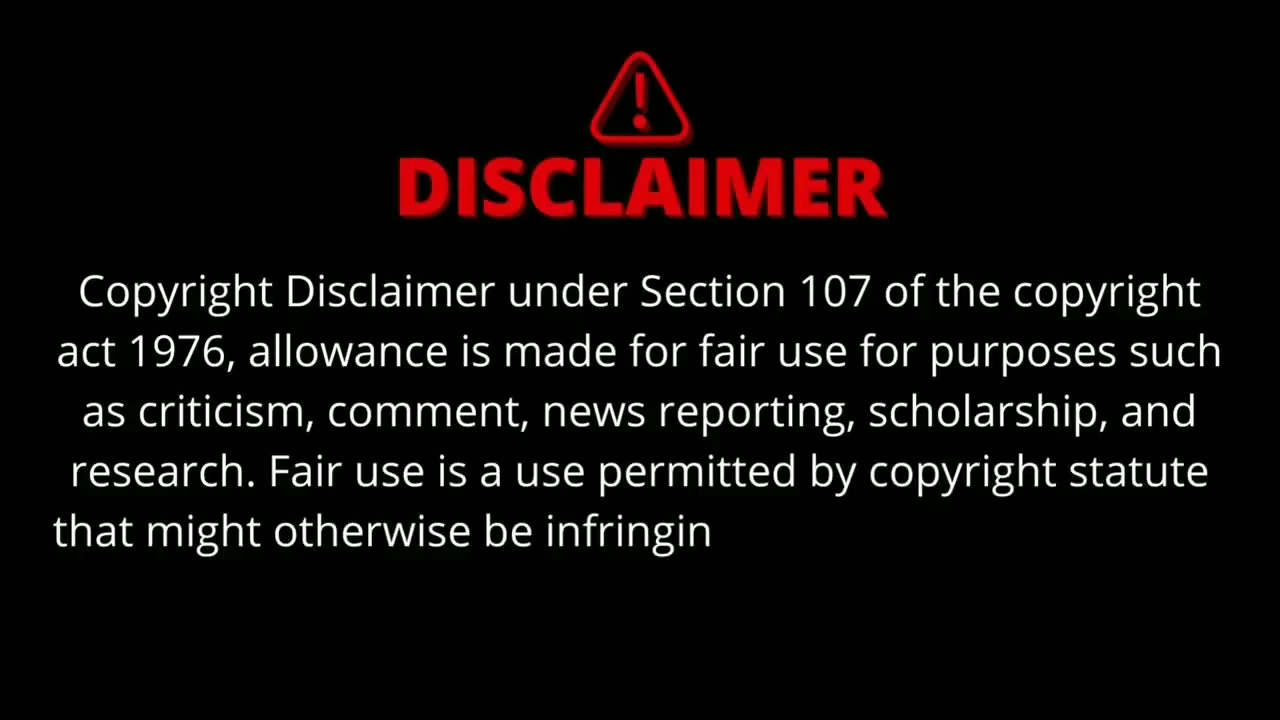 DISCLAIMER
Copyright Disclaimer under Section 107 of the copyright
act 1976, allowance is made for fair use for purposes such
as criticism, comment, news reporting, scholarship, and
research. Fair use is a use permitted by copyright statute
that might otherwise be infringin